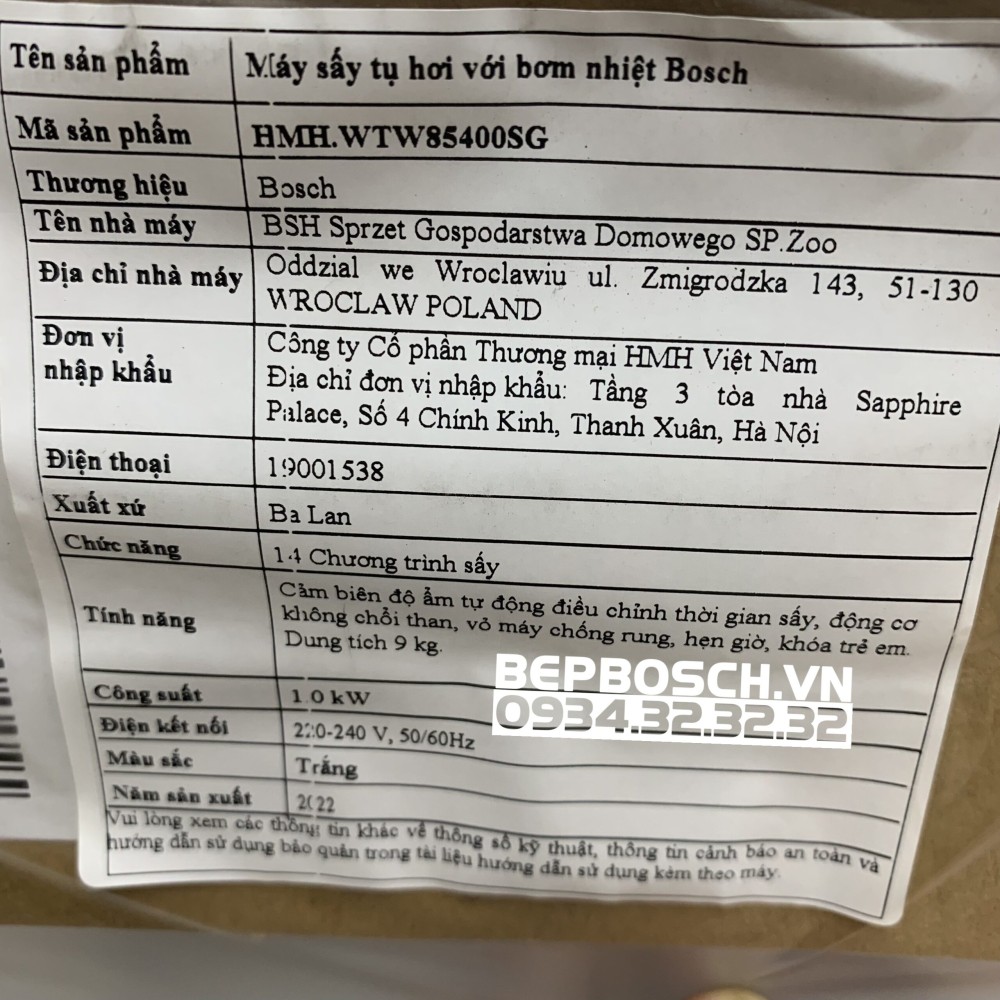 Tên sản phẩm Máy sấy tụ hơi với bơm nhiệt Bosch
Mã sản phẩm HMH.WTW85400SG
Thương hiệu Bosch
Tên nhà máy BSH Sprzet Gospodarstwa Domowego SP.Zoo
Địa chỉ nhà máy Oddzial we Wroclawiu ul. Zmigrodzka 143, 51-130
WROCLAW POLAND
Đơn vị
nhập khẩu
Công ty Cổ phần Thương mại HMH Việt Nam
Địa chỉ đơn vị nhập khẩu: Tầng 3 tòa nhà Sapphire
Palace, Số 4 Chính Kinh, Thanh Xuân, Hà Nội
Điện thoại 19001538
Xuất xứ Ba Lan
Chức năng 14 Chương trình sấy
Tính năng
Cảm biên độ ẩm tự động điều chỉnh thời gian sấy, động cơ
không chổi than, vỏ máy chống rung, hẹn giờ, khóa trẻ em.
Dung tích 9 kg.
Công suất 1.0 kW
Điện kết nối 220-240 V, 50/60Hz
Màu sắc Trắng
Năm sản xuất 2022
Vui lòng xem các thông tin khác về thông số kỹ thuật, thông tin cảnh báo an toàn và
hướng dẫn sử dụng bảo quản trong tài liệu hướng dẫn sử dụng kèm theo máy.
BEPBOSCH.VN
0934.32.32.32